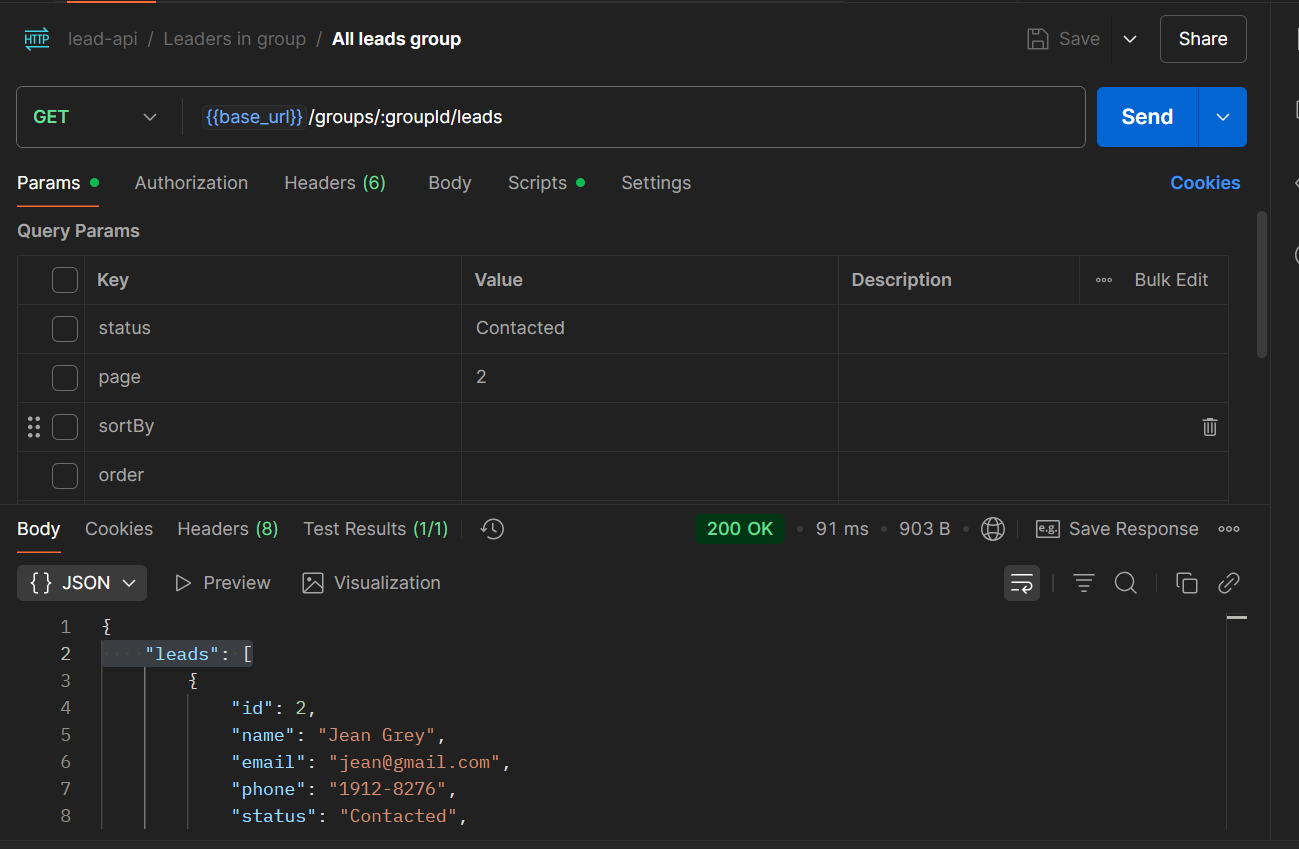 HTTP lead-api / Leaders in group / All leads group Save Share
GET {{base_url}} /groups/:groupId/leads Send
Params Authorization Headers (6) Body Scripts Settings Cookies
Query Params
Key Value Description Bulk Edit
status Contacted
page 2
sortBy
order
Body Cookies Headers (8) Test Results (1/1) 200 OK 91 ms 903 B e.g. Save Response
{} JSON Preview Visualization
1 {
2 "leads": [
3 {
4 "id": 2,
5 "name": "Jean Grey",
6 "email": "jean@gmail.com",
7 "phone": "1912-8276",
8 "status": "Contacted",